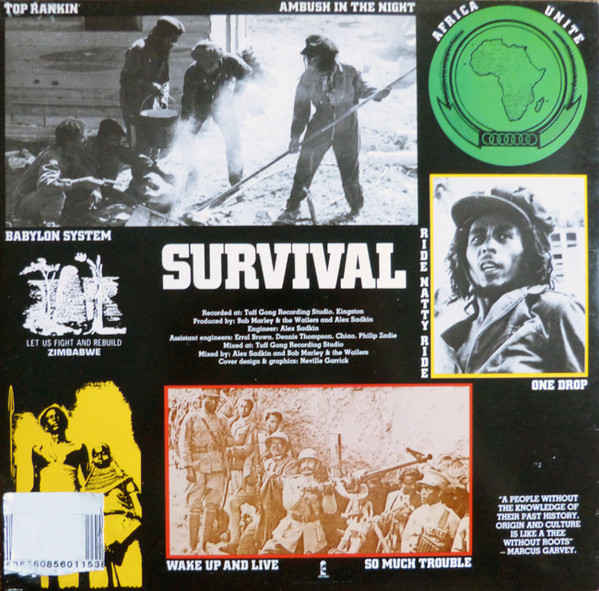 TOP RANKIN'
AMBUSH IN THE NIGHT
AFRICA UNITE
BABYLON SYSTEM
SURVIVAL
RIDE NATTY RIDE
Recorded at: Tuff Gong Recording Studio, Kingston
Produced by: Bob Marley & the Wailers and Alex Sadkin
Engineer: Alex Sadkin
Assistant engineers: Errol Brown, Dennis Thompson, Chiao, Philip Zadie
Mixed at: Tuff Gong Recording Studio
Mixed by: Alex Sadkin and Bob Marley & the Wailers
Cover design & graphics: Neville Garrick
LET US FIGHT AND REBUILD
ZIMBABWE
ONE DROP
"A PEOPLE WITHOUT
THE KNOWLEDGE OF
THEIR PAST HISTORY,
ORIGIN AND CULTURE
IS LIKE A TREE
WITHOUT ROOTS"
— MARCUS GARVEY.
WAKE UP AND LIVE
SO MUCH TROUBLE